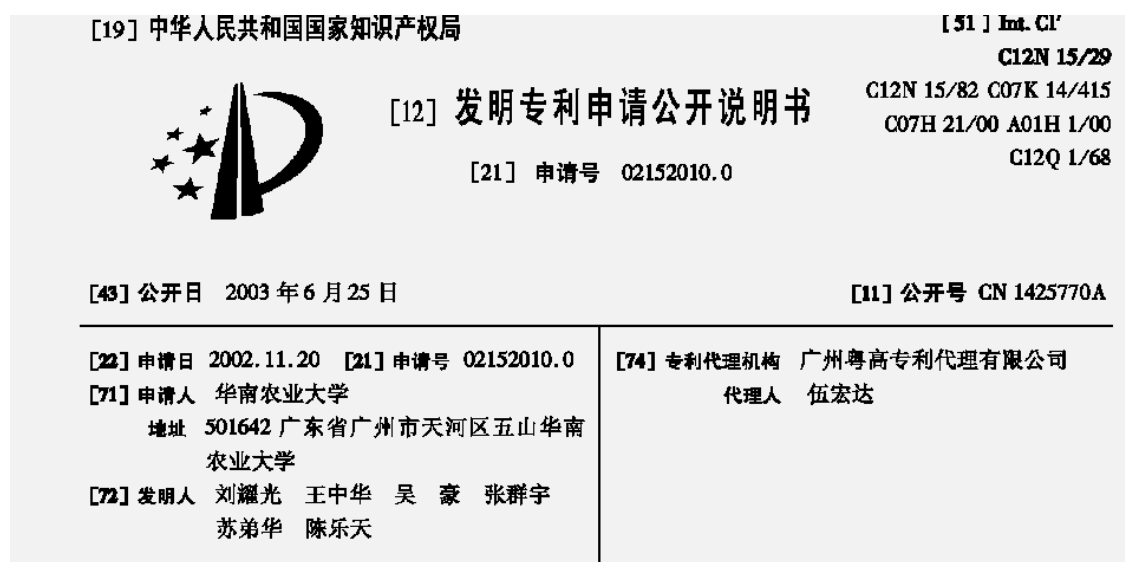 [19] 中华人民共和国国家知识产权局
[51] Int. Cl⁷
C12N 15/29
C12N 15/82 C07K 14/415
C07H 21/00 A01H 1/00
C12Q 1/68
[12] 发明专利申请公开说明书
[21] 申请号 02152010.0
[43] 公开日 2003 年 6 月 25 日
[11] 公开号 CN 1425770A
[22] 申请日 2002.11.20 [21] 申请号 02152010.0
[71] 申请人 华南农业大学
地址 501642 广东省广州市天河区五山华南
农业大学
[72] 发明人 刘耀光 王中华 吴 豪 张群宇
苏弟华 陈乐天
[74] 专利代理机构 广州粤高专利代理有限公司
代理人 伍宏达